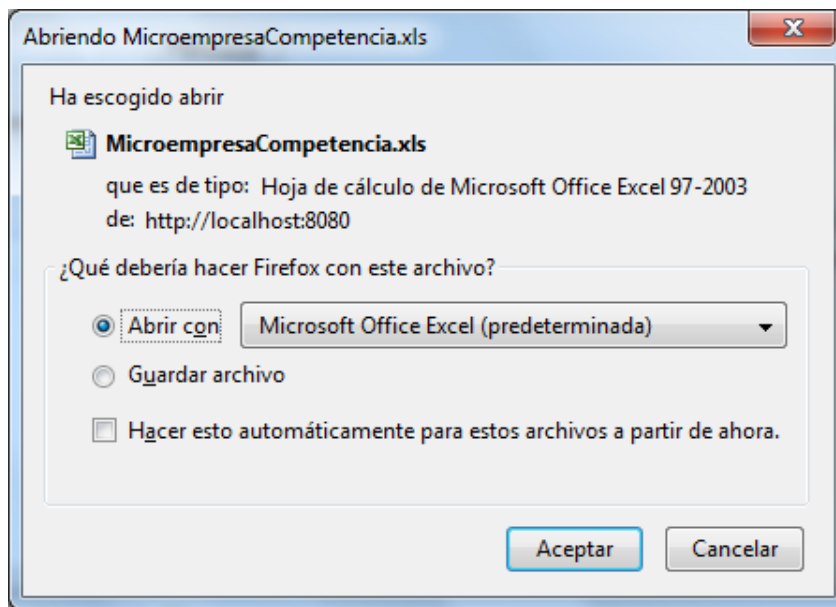 Abriendo MicroempresaCompetencia.xls
Ha escogido abrir
MicroempresaCompetencia.xls
que es de tipo: Hoja de cálculo de Microsoft Office Excel 97-2003
de: http://localhost:8080
¿Qué debería hacer Firefox con este archivo?
Abrir con Microsoft Office Excel (predeterminada)
Guardar archivo
Hacer esto automáticamente para estos archivos a partir de ahora.
Aceptar Cancelar